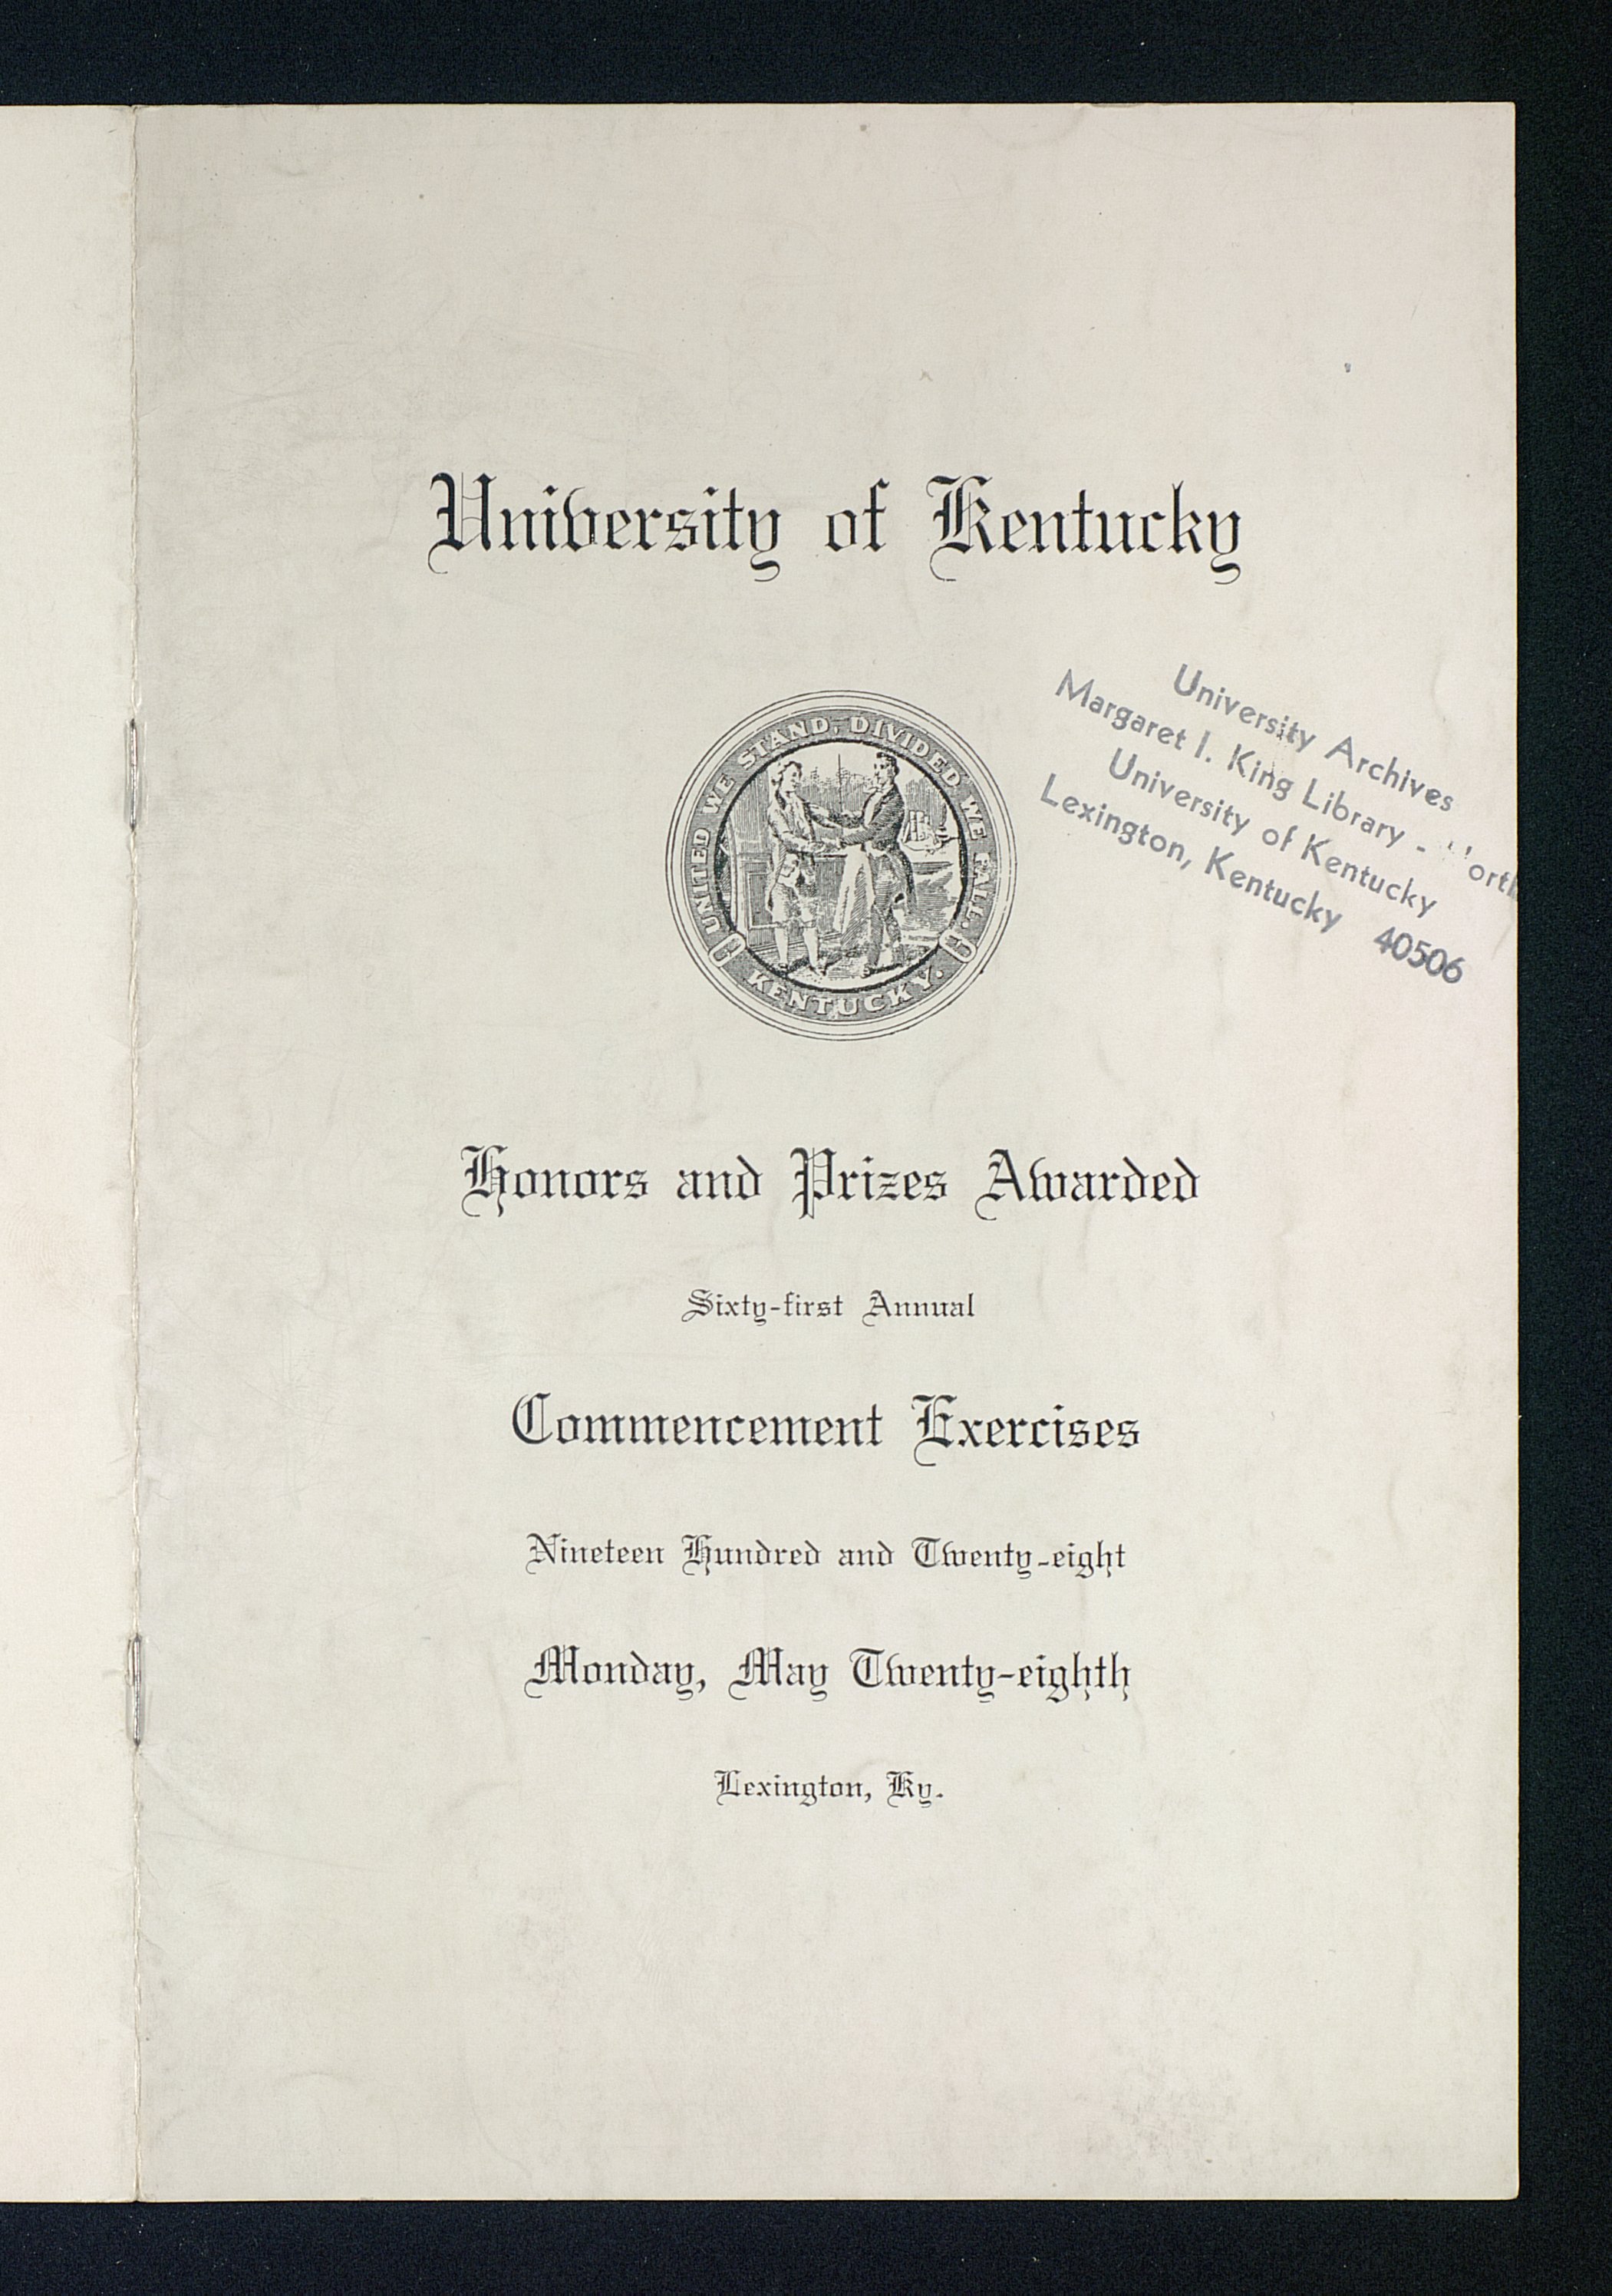 University of Kentucky
UNITED WE STAND, DIVIDED WE FALL.
KENTUCKY.
University Archives
Margaret I. King Library -
University of Kentucky
Lexington, Kentucky 40506
Honors and Prizes Awarded
Sixty-first Annual
Commencement Exercises
Nineteen Hundred and Twenty-eight
Monday, May Twenty-eighth
Lexington, Ky.